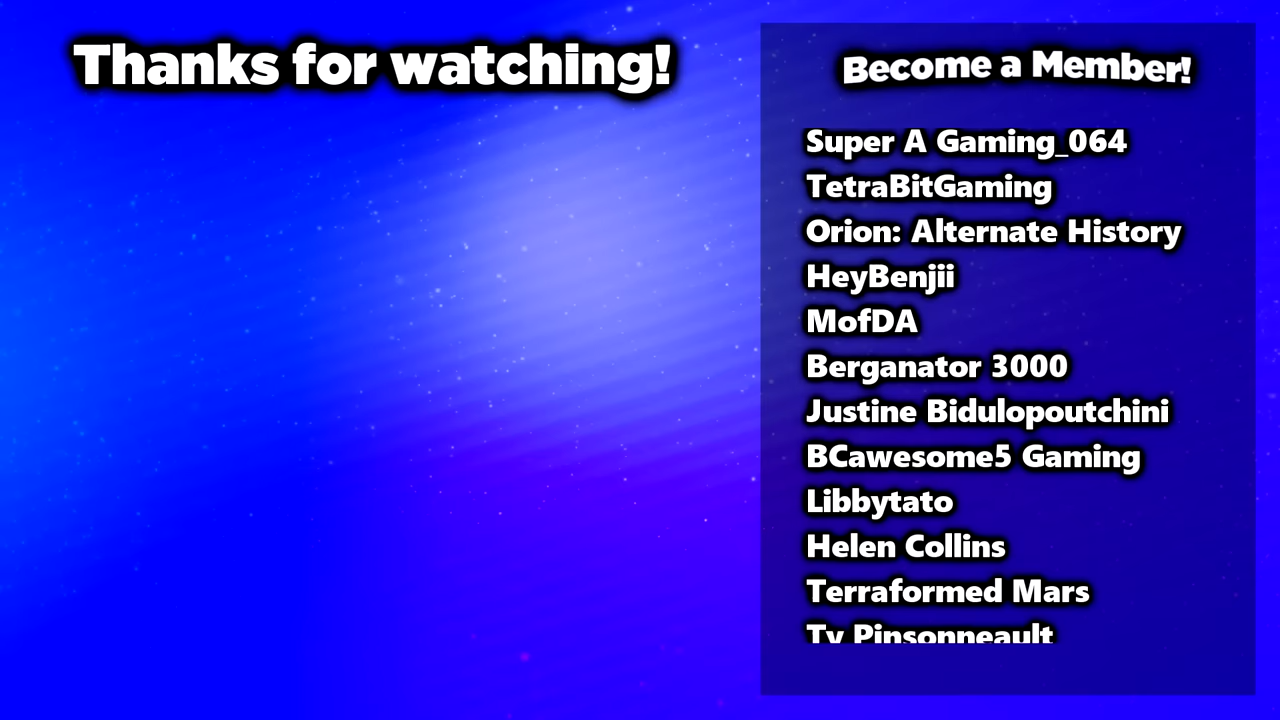 Thanks for watching!
Become a Member!
Super A Gaming_064
TetraBitGaming
Orion: Alternate History
HeyBenjii
MofDA
Berganator 3000
Justine Bidulopoutchini
BCawesome5 Gaming
Libbytato
Helen Collins
Terraformed Mars
Ty Pinsonneault